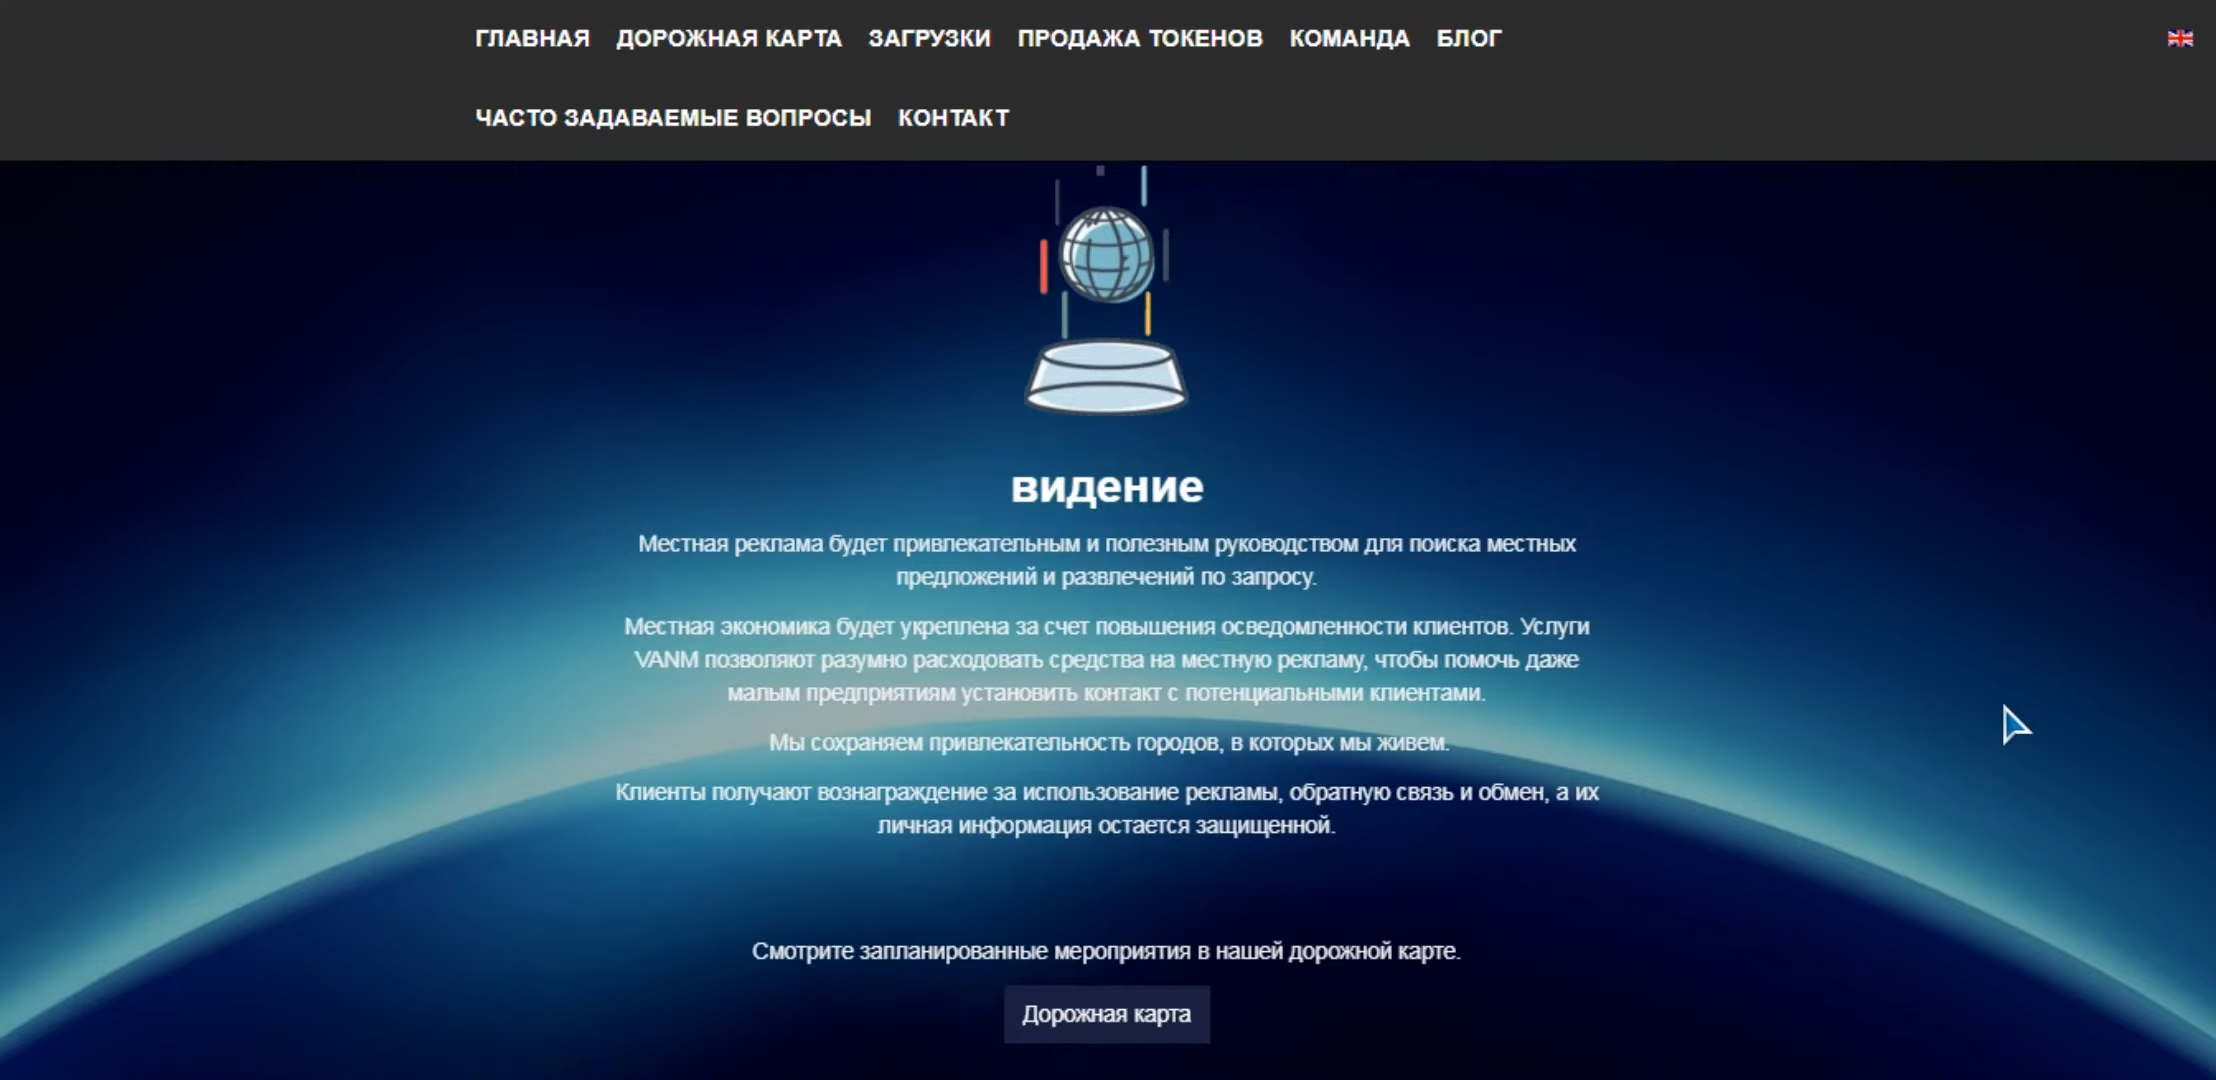 ГЛАВНАЯ ДОРОЖНАЯ КАРТА ЗАГРУЗКИ ПРОДАЖА ТОКЕНОВ КОМАНДА БЛОГ
ЧАСТО ЗАДАВАЕМЫЕ ВОПРОСЫ КОНТАКТ
видение
Местная реклама будет привлекательным и полезным руководством для поиска местных
предложений и развлечений по запросу.
Местная экономика будет укреплена за счет повышения осведомленности клиентов. Услуги
VANM позволяют разумно расходовать средства на местную рекламу, чтобы помочь даже
малым предприятиям установить контакт с потенциальными клиентами.
Мы сохраняем привлекательность городов, в которых мы живем.
Клиенты получают вознаграждение за использование рекламы, обратную связь и обмен, а их
личная информация остается защищенной.
Смотрите запланированные мероприятия в нашей дорожной карте.
Дорожная карта